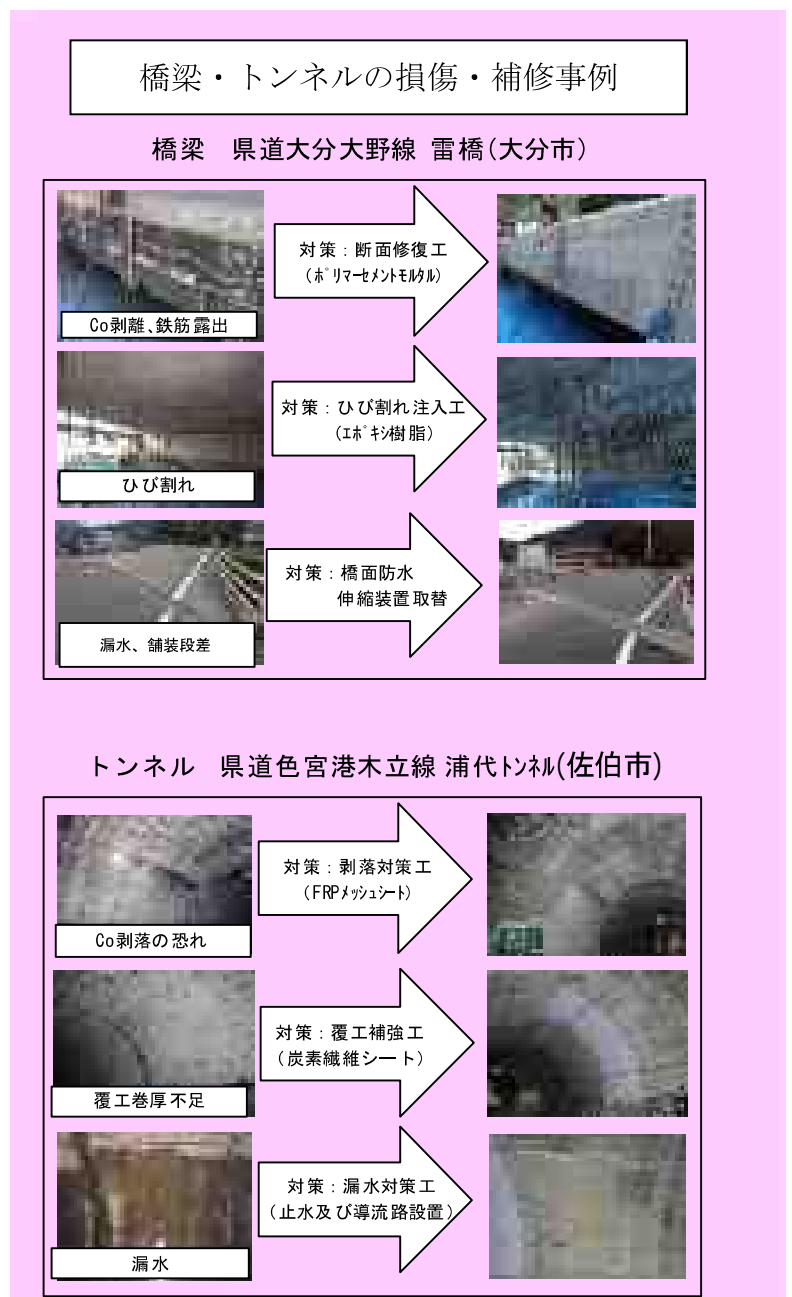 橋梁・トンネルの損傷・補修事例
橋梁　県道大分大野線 雷橋(大分市)
対策：断面修復工
(ﾎﾟﾘﾏｰｾﾒﾝﾄﾓﾙﾀﾙ)
Co剥離､鉄筋露出
対策：ひび割れ注入工
(ｴﾎﾟｷｼ樹脂)
ひび割れ
対策：橋面防水
伸縮装置取替
漏水、舗装段差
トンネル　県道色宮港木立線 浦代ﾄﾝﾈﾙ(佐伯市)
対策：剥落対策工
(FRPﾒｯｼｭｼｰﾄ)
Co剥落の恐れ
対策：覆工補強工
(炭素繊維シート)
覆工巻厚不足
対策：漏水対策工
(止水及び導流路設置)
漏水